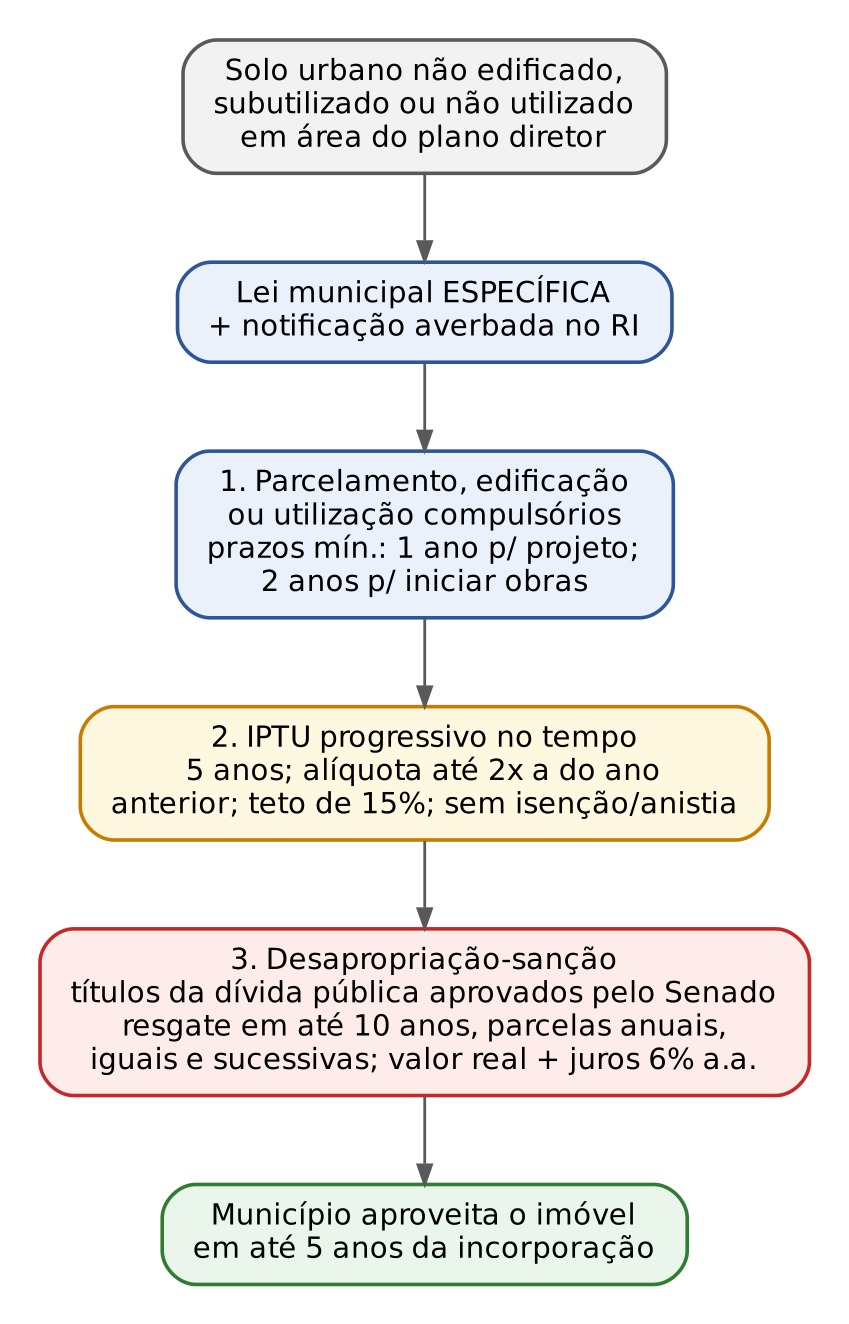 Solo urbano não edificado,
subutilizado ou não utilizado
em área do plano diretor
Lei municipal ESPECÍFICA
+ notificação averbada no RI
1. Parcelamento, edificação
ou utilização compulsórios
prazos mín.: 1 ano p/ projeto;
2 anos p/ iniciar obras
2. IPTU progressivo no tempo
5 anos; alíquota até 2x a do ano
anterior; teto de 15%; sem isenção/anistia
3. Desapropriação-sanção
títulos da dívida pública aprovados pelo Senado
resgate em até 10 anos, parcelas anuais,
iguais e sucessivas; valor real + juros 6% a.a.
Município aproveita o imóvel
em até 5 anos da incorporação